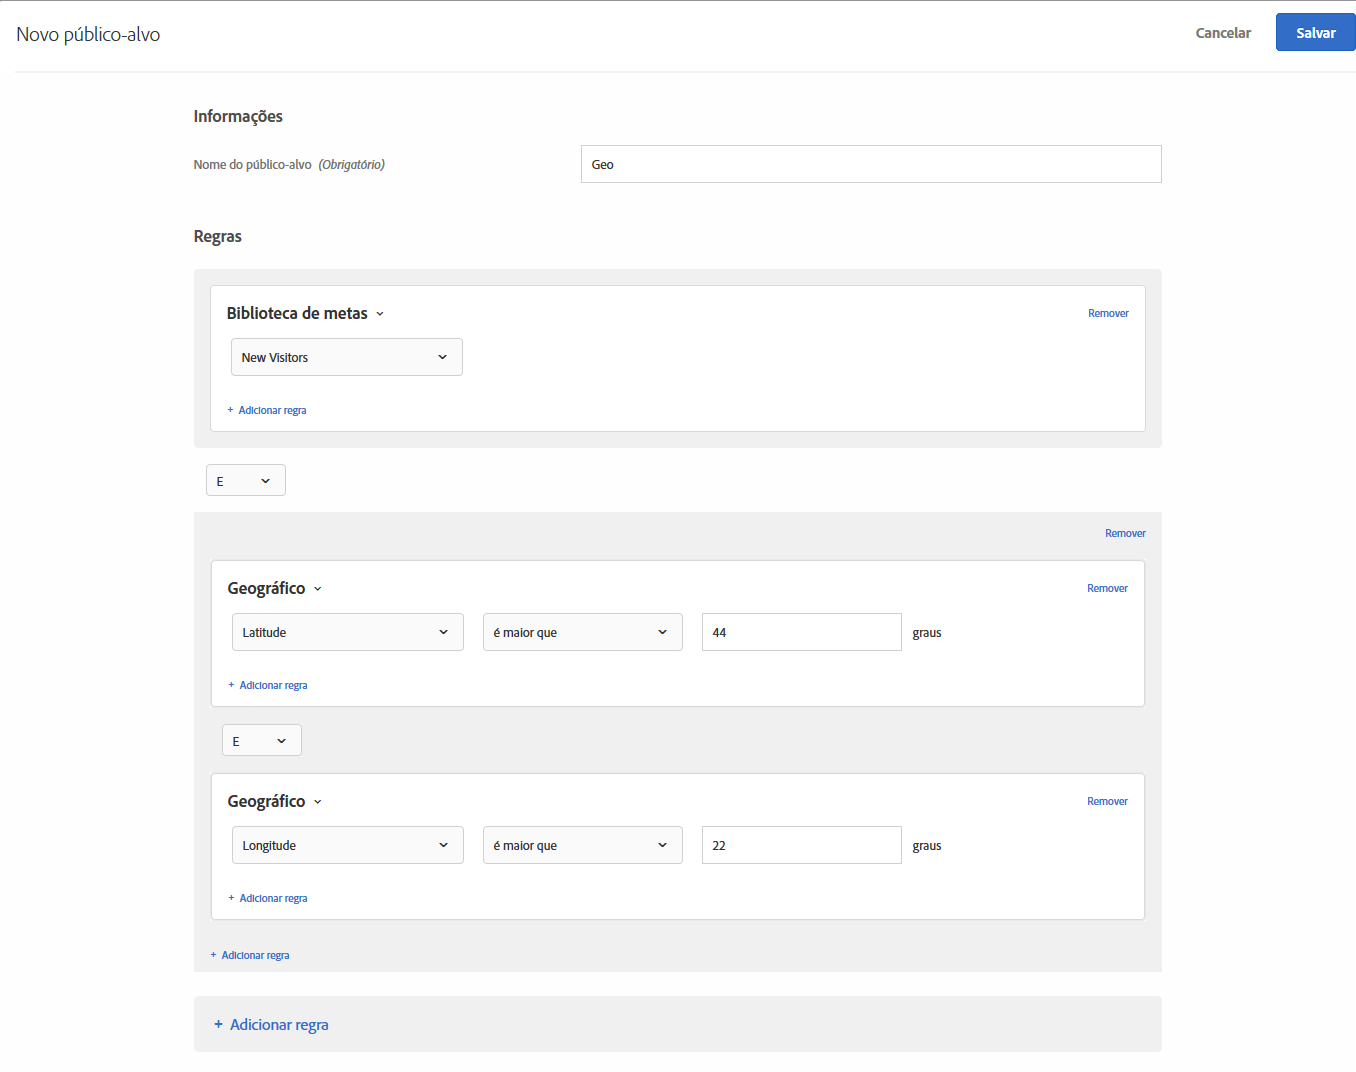 Novo público-alvo
Cancelar
Salvar
Informações
Nome do público-alvo (Obrigatório)
Geo
Regras
Biblioteca de metas
Remover
New Visitors
+ Adicionar regra
E
Remover
Geográfico
Remover
Latitude
é maior que
44
graus
+ Adicionar regra
E
Geográfico
Remover
Longitude
é maior que
22
graus
+ Adicionar regra
+ Adicionar regra
+ Adicionar regra